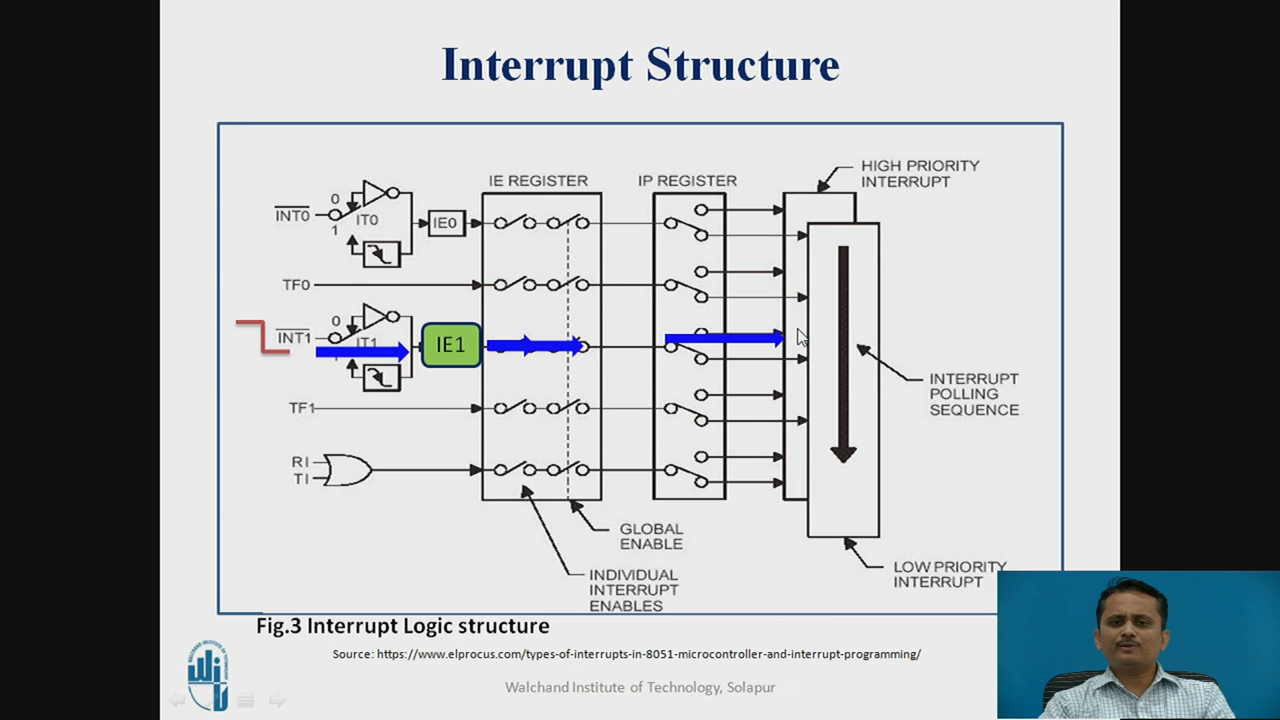 Interrupt Structure
HIGH PRIORITY
INTERRUPT
IE REGISTER
IP REGISTER
0
INT0
IT0
1
IE0
TF0
0
INT1
IT1
IE1
INTERRUPT
POLLING
SEQUENCE
TF1
RI
TI
GLOBAL
ENABLE
INDIVIDUAL
INTERRUPT
ENABLES
LOW PRIORITY
INTERRUPT
Fig.3 Interrupt Logic structure
Source: https://www.elprocus.com/types-of-interrupts-in-8051-microcontroller-and-interrupt-programming/
Walchand Institute of Technology, Solapur